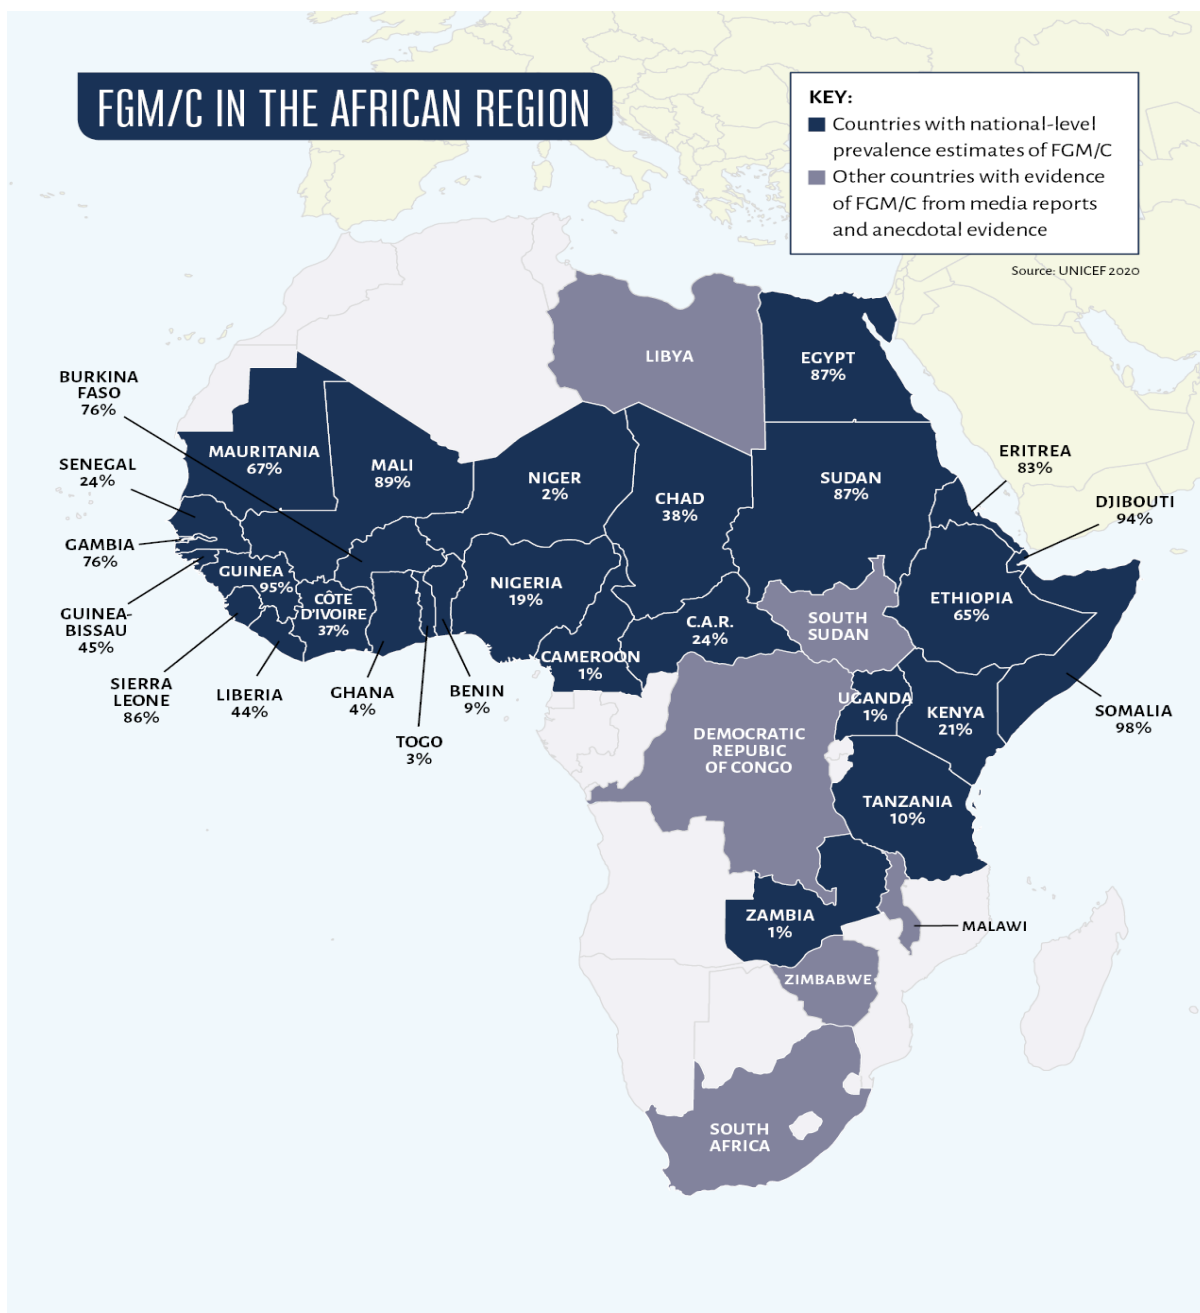 FGM/C IN THE AFRICAN REGION
KEY:
Countries with national-level
prevalence estimates of FGM/C
Other countries with evidence
of FGM/C from media reports
and anecdotal evidence
Source: UNICEF 2020
LIBYA
EGYPT
87%
BURKINA
FASO
76%
MAURITANIA
67%
MALI
89%
NIGER
2%
CHAD
38%
SUDAN
87%
ERITREA
83%
DJIBOUTI
94%
SENEGAL
24%
GAMBIA
76%
GUINEA
95%
GUINEA-
BISSAU
45%
CÔTE
D'IVOIRE
37%
NIGERIA
19%
C.A.R.
24%
SOUTH
SUDAN
ETHIOPIA
65%
SIERRA
LEONE
86%
LIBERIA
44%
GHANA
4%
TOGO
3%
BENIN
9%
CAMEROON
1%
UGANDA
1%
KENYA
21%
SOMALIA
98%
DEMOCRATIC
REPUBIC
OF CONGO
TANZANIA
10%
ZAMBIA
1%
MALAWI
ZIMBABWE
SOUTH
AFRICA